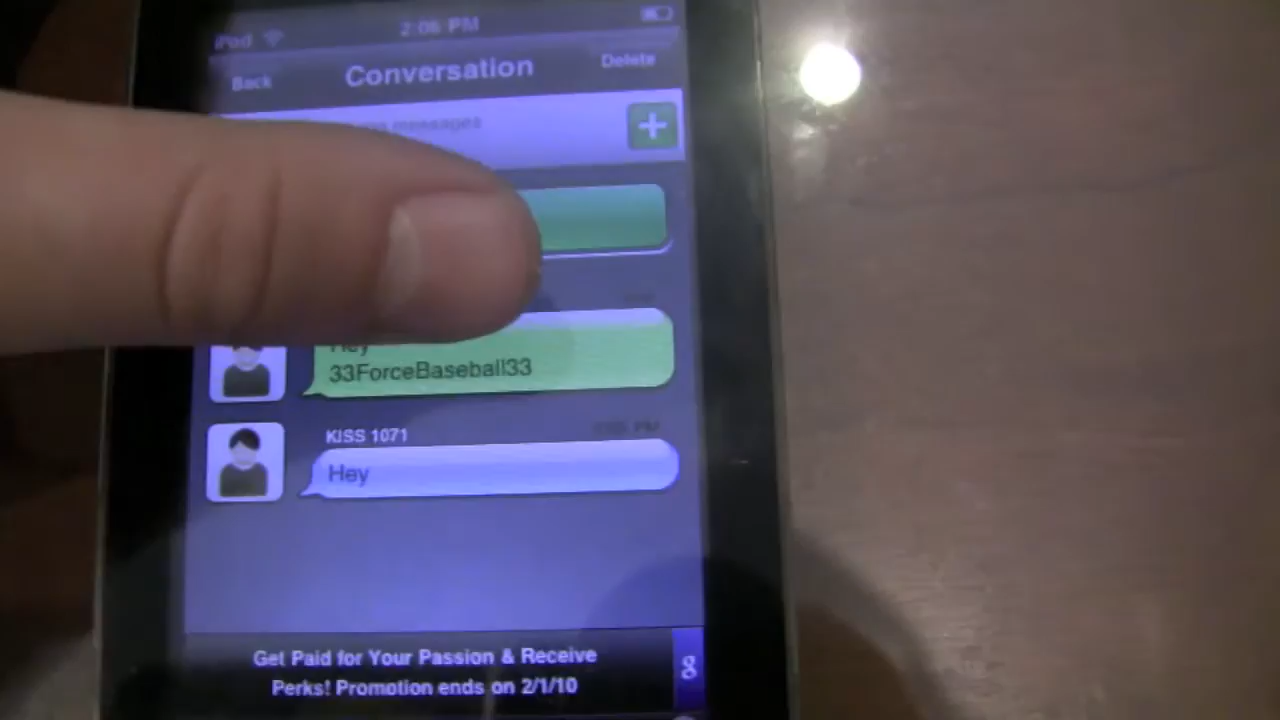 iPod 2:06 PM
Back Conversation Delete
messages
+
Hey
33ForceBaseball33
KISS 1071
Hey
Get Paid for Your Passion & Receive
Perks! Promotion ends on 2/1/10
g